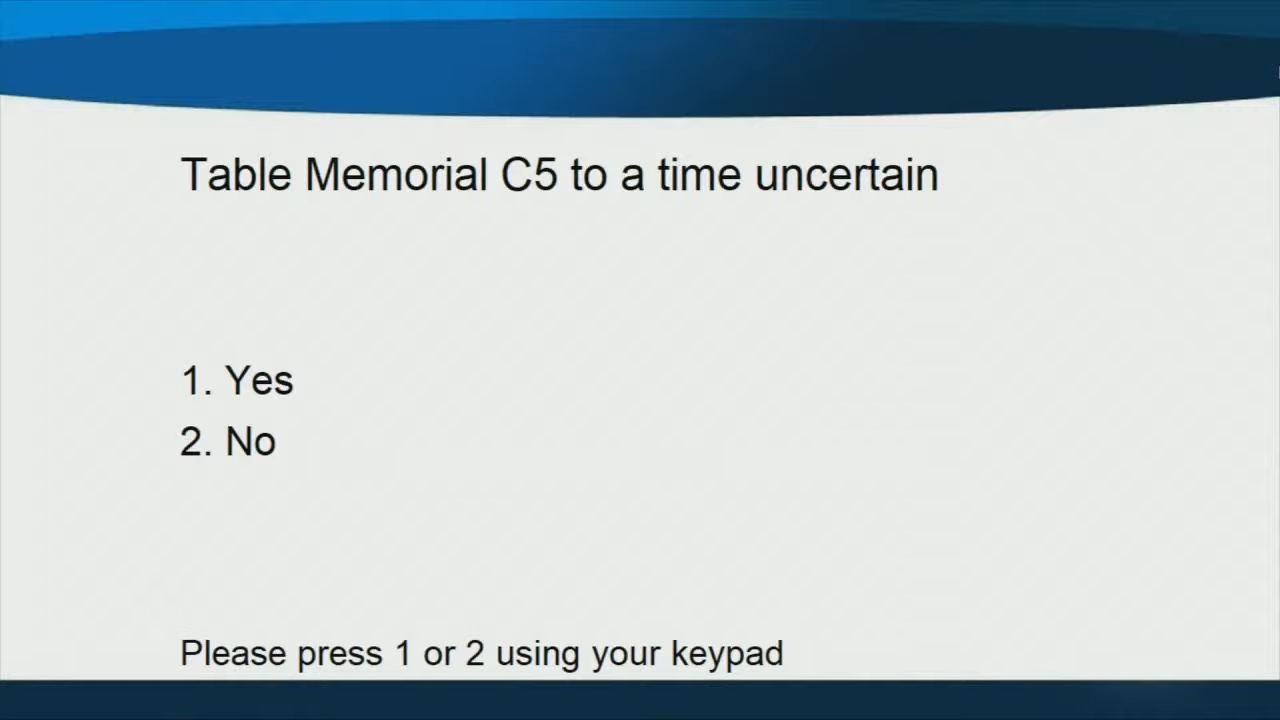 Table Memorial C5 to a time uncertain
1. Yes
2. No
Please press 1 or 2 using your keypad